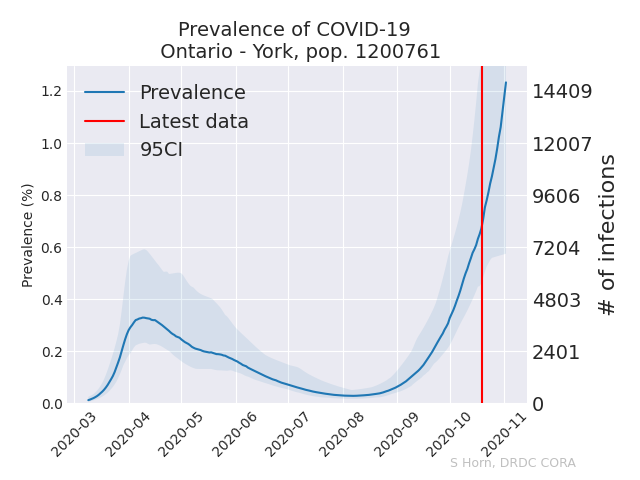 Prevalence of COVID-19
Ontario - York, pop. 1200761
Prevalence
Latest data
95CI
Prevalence (%)
1.2
1.0
0.8
0.6
0.4
0.2
0.0
14409
12007
9606
7204
4803
2401
0
# of infections
2020-03
2020-04
2020-05
2020-06
2020-07
2020-08
2020-09
2020-10
2020-11
S Horn, DRDC CORA